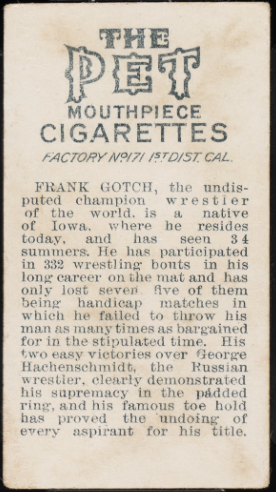 THE
PET
MOUTHPIECE
CIGARETTES
FACTORY Nº 171 1ST DIST. CAL.
FRANK GOTCH, the undis-
puted champion wrestler
of the world, is a native
of Iowa, where he resides
today, and has seen 34
summers. He has participated
in 332 wrestling bouts in his
long career on the mat and has
only lost seven, five of them
being handicap matches in
which he failed to throw his
man as many times as bargained
for in the stipulated time. His
two easy victories over George
Hachenschmidt, the Russian
wrestler, clearly demonstrated
his supremacy in the padded
ring, and his famous toe hold
has proved the undoing of
every aspirant for his title.